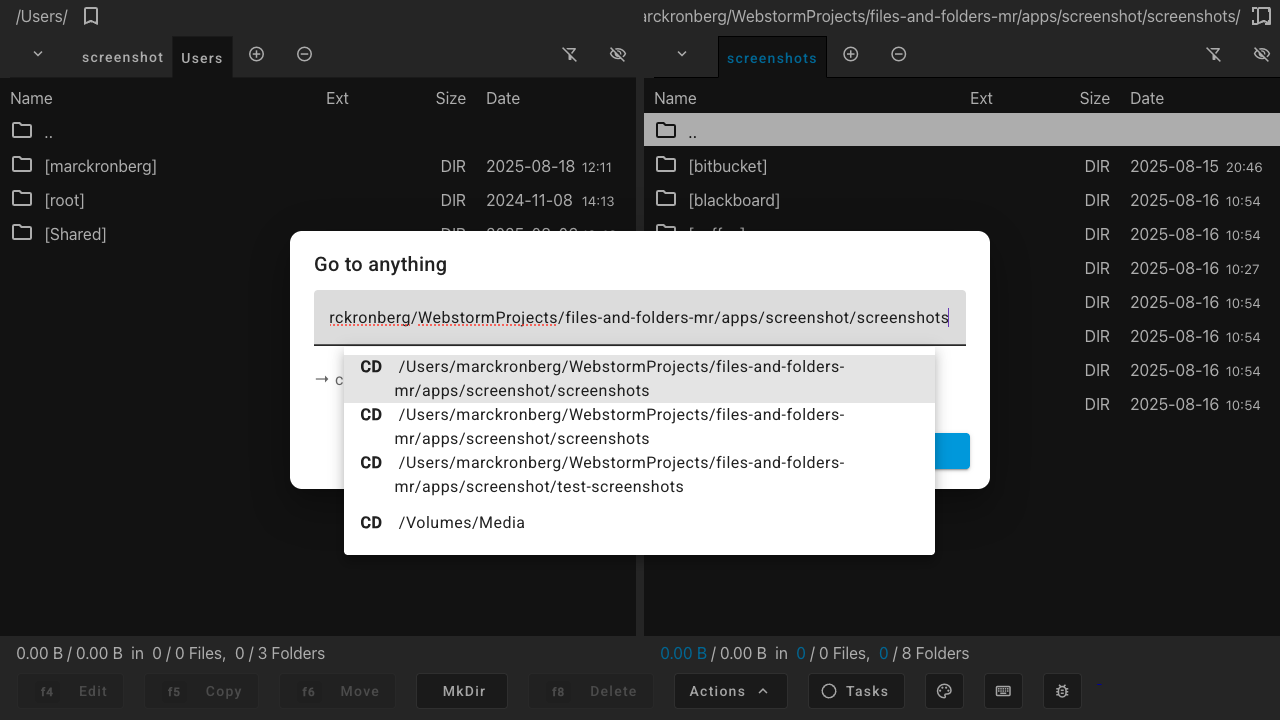 /Users/
rckronberg/WebstormProjects/files-and-folders-mr/apps/screenshot/screenshots/
screenshot Users
screenshots
Name Ext Size Date
Name Ext Size Date
..
..
[marckronberg] DIR 2025-08-18 12:11
[bitbucket] DIR 2025-08-15 20:46
[root] DIR 2024-11-08 14:13
[blackboard] DIR 2025-08-16 10:54
[Shared] DIR
DIR 2025-08-16 10:54
DIR 2025-08-16 10:27
DIR 2025-08-16 10:54
DIR 2025-08-16 10:54
DIR 2025-08-16 10:54
DIR 2025-08-16 10:54
Go to anything
rckronberg/WebstormProjects/files-and-folders-mr/apps/screenshot/screenshots
→ c
CD /Users/marckronberg/WebstormProjects/files-and-folders-
mr/apps/screenshot/screenshots
CD /Users/marckronberg/WebstormProjects/files-and-folders-
mr/apps/screenshot/screenshots
CD /Users/marckronberg/WebstormProjects/files-and-folders-
mr/apps/screenshot/test-screenshots
CD /Volumes/Media
0.00 B / 0.00 B in 0 / 0 Files, 0 / 3 Folders
0.00 B / 0.00 B in 0 / 0 Files, 0 / 8 Folders
f4 Edit f5 Copy f6 Move MkDir f8 Delete Actions Tasks